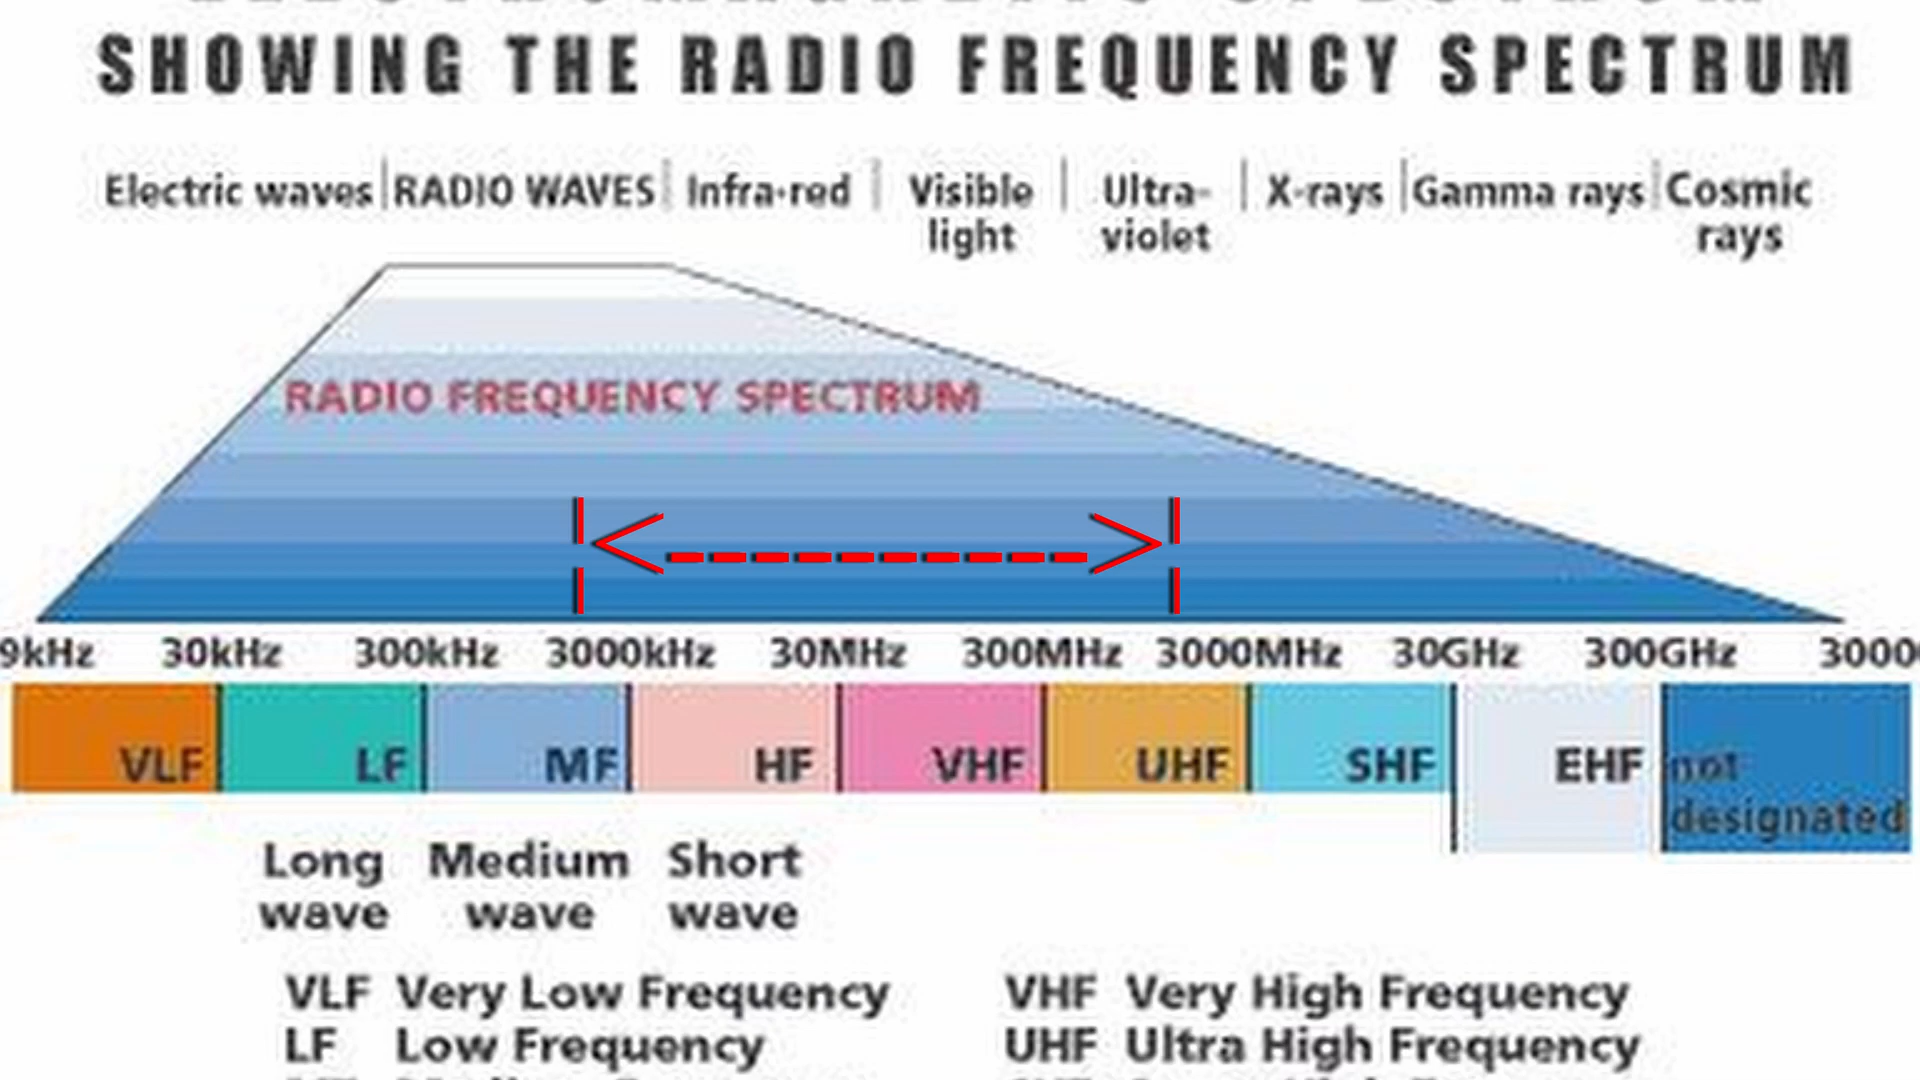 SHOWING THE RADIO FREQUENCY SPECTRUM
Electric waves RADIO WAVES Infra-red Visible light Ultra-violet X-rays Gamma rays Cosmic rays
RADIO FREQUENCY SPECTRUM
9kHz 30kHz 300kHz 3000kHz 30MHz 300MHz 3000MHz 30GHz 300GHz 3000
VLF LF MF HF VHF UHF SHF EHF not designated
Long wave Medium wave Short wave
VLF Very Low Frequency VHF Very High Frequency
LF Low Frequency UHF Ultra High Frequency